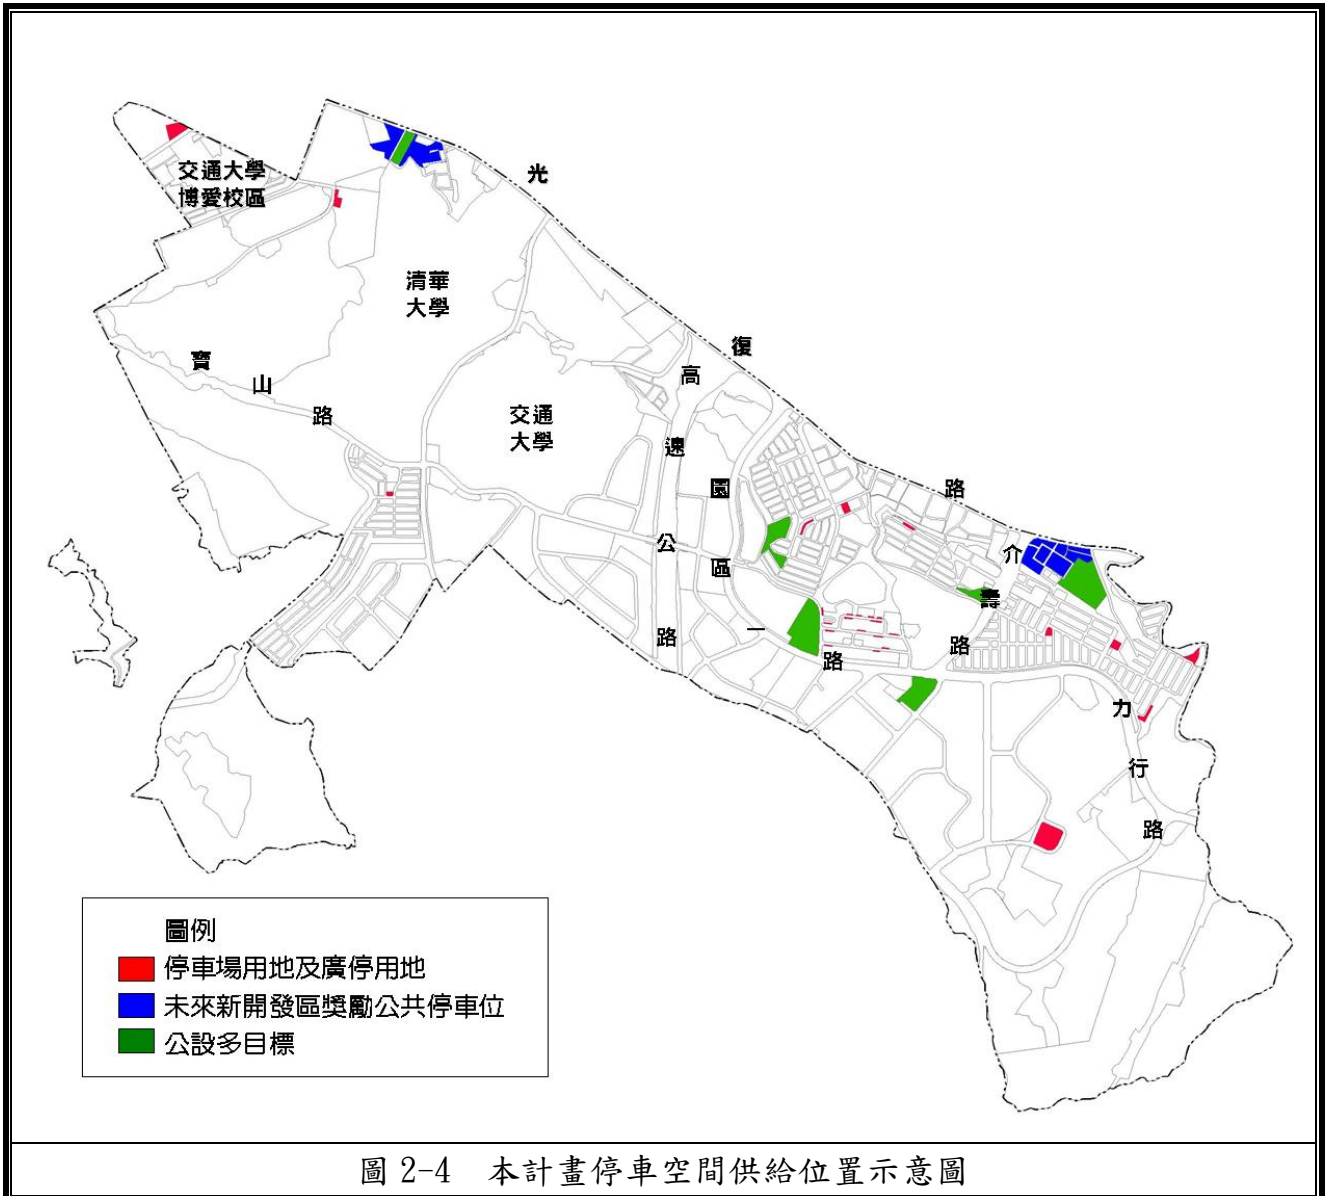 交通大學
博愛校區
光
清華
大學
復
寶
山
路
高
交通
大學
速
園
路
公
介
區
壽
一
路
路
路
力
行
路
圖例
停車場用地及廣停用地
未來新開發區獎勵公共停車位
公設多目標
圖 2-4 本計畫停車空間供給位置示意圖